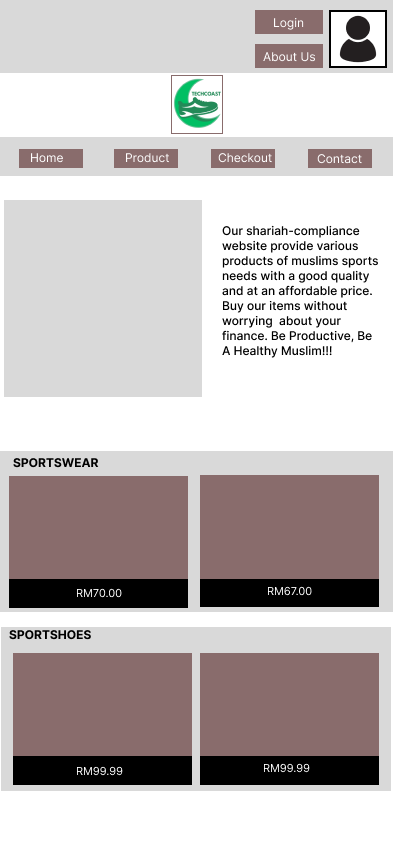 Login
About Us
TECHCOAST
Home
Product
Checkout
Contact
Our shariah-compliance
website provide various
products of muslims sports
needs with a good quality
and at an affordable price.
Buy our items without
worrying  about your
finance. Be Productive, Be
A Healthy Muslim!!!
SPORTSWEAR
RM70.00
RM67.00
SPORTSHOES
RM99.99
RM99.99